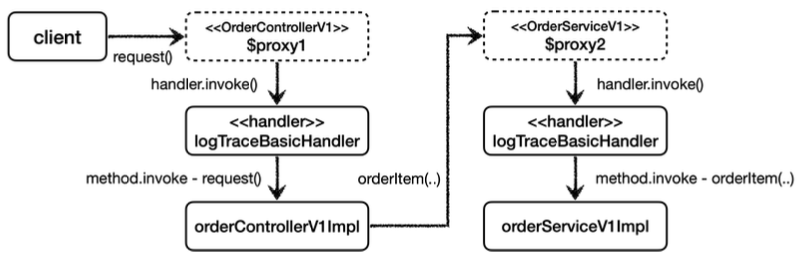 client
request()
<<OrderControllerV1>>
$proxy1
handler.invoke()
<<handler>>
logTraceBasicHandler
method.invoke - request()
orderControllerV1Impl
orderItem(..)
<<OrderServiceV1>>
$proxy2
handler.invoke()
<<handler>>
logTraceBasicHandler
method.invoke - orderItem(..)
orderServiceV1Impl